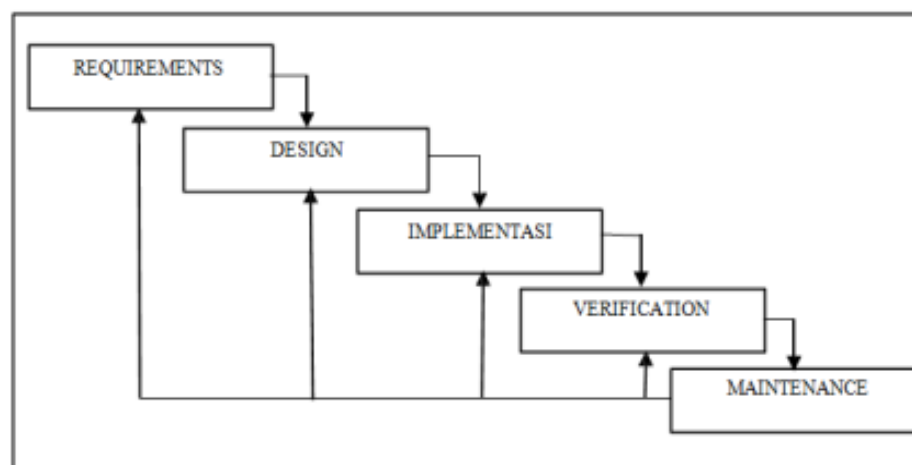 REQUIREMENTS
DESIGN
IMPLEMENTASI
VERIFICATION
MAINTENANCE